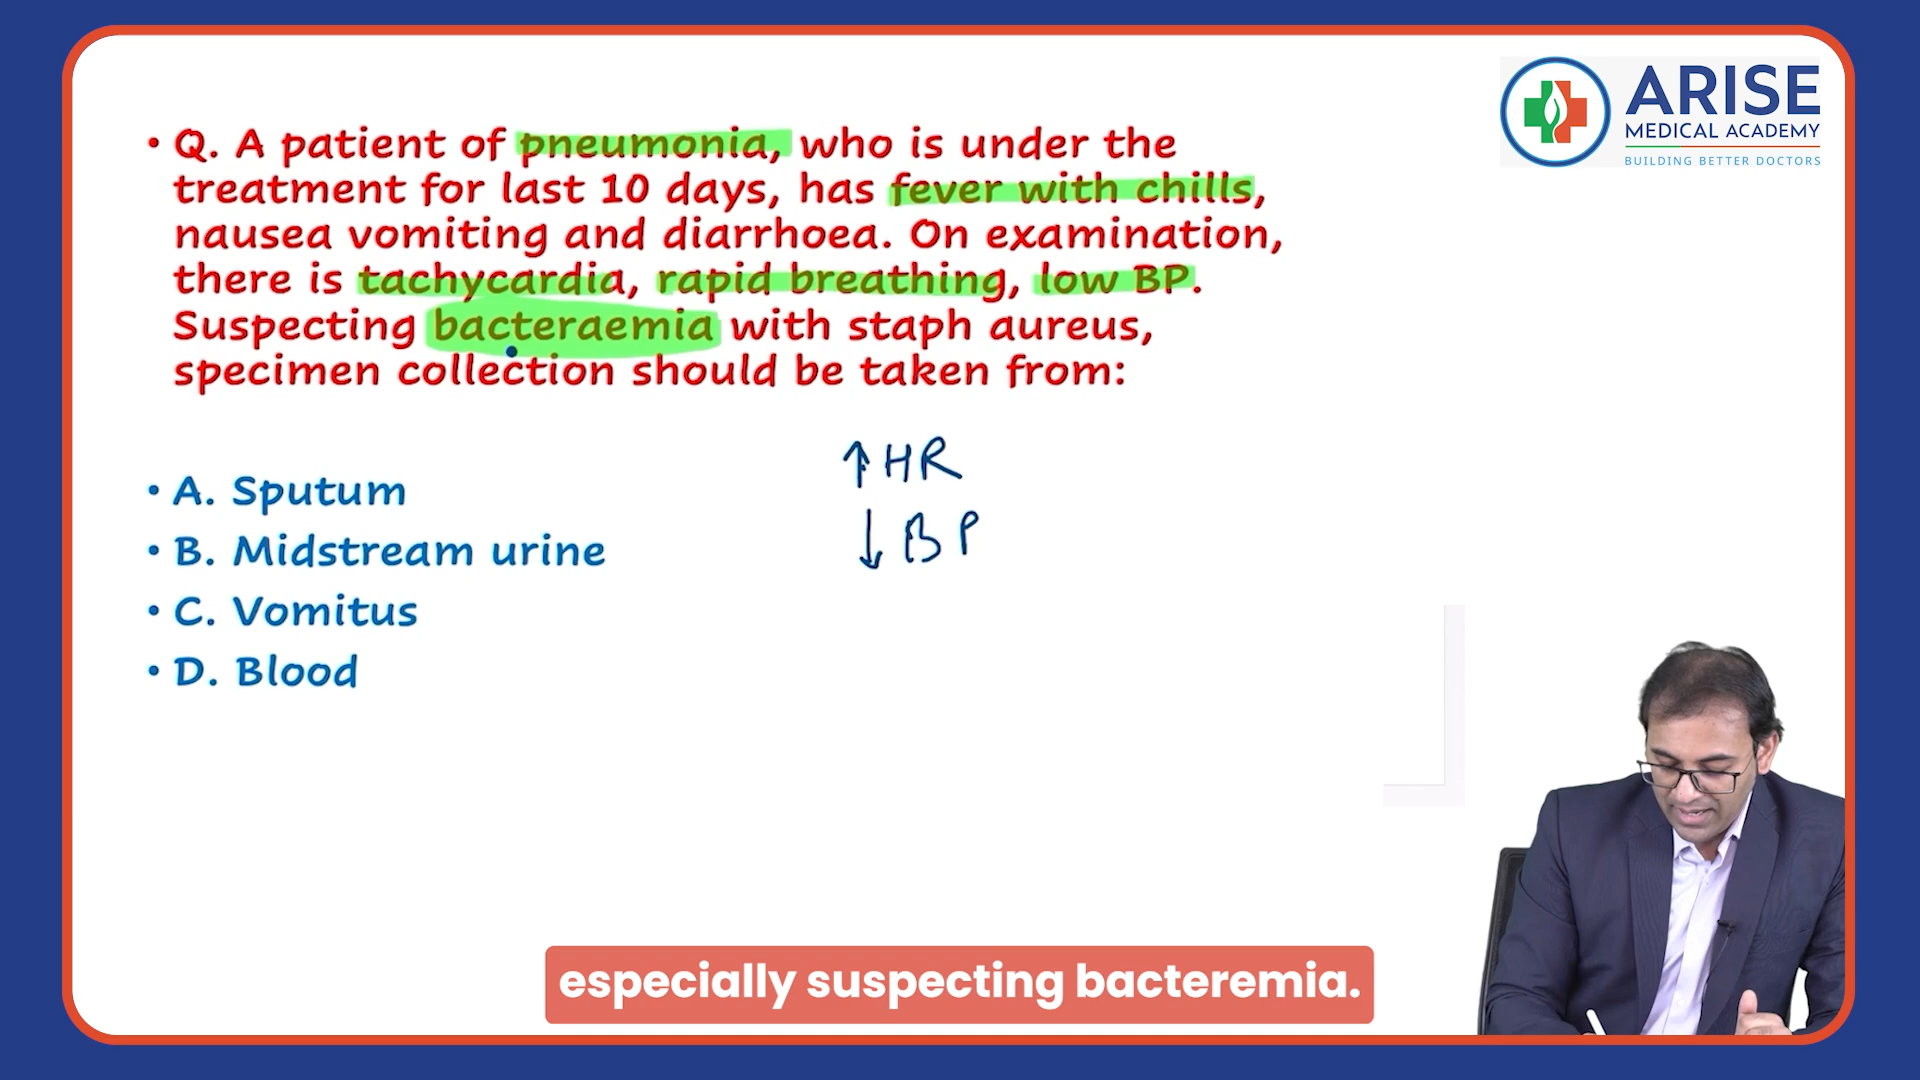 ARISE
MEDICAL ACADEMY
BUILDING BETTER DOCTORS
• Q. A patient of pneumonia, who is under the
treatment for last 10 days, has fever with chills,
nausea vomiting and diarrhoea. On examination,
there is tachycardia, rapid breathing, low BP.
Suspecting bacteraemia with staph aureus,
specimen collection should be taken from:
↑ HR
↓ BP
• A. Sputum
• B. Midstream urine
• C. Vomitus
• D. Blood
especially suspecting bacteremia.